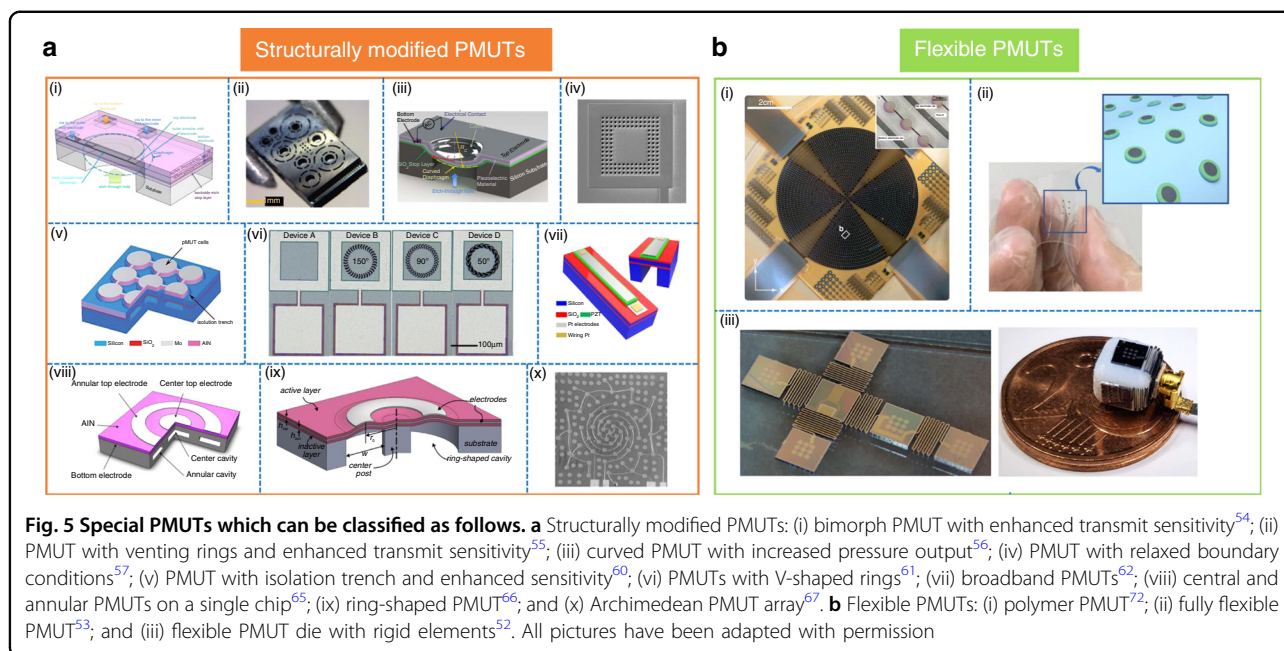 a
Structurally modified PMUTs
b
Flexible PMUTs
(i)
Substrate
(ii)
mm
(iii)
Bottom
Electrode
Electrical Contact
Top Electrode
SiO₂ Stop Layer
Curved
Diaphragm
Piezoelectric
Material
Silicon Substrate
(iv)
(v)
pMUT cells
isolation trench
Silicon
SiO₂
Mo
AlN
(vi)
Device A
Device B
Device C
Device D
150°
90°
50°
100μm
(vii)
Silicon
SiO₂
PZT
Pt electrodes
Wiring Pt
(viii)
Annular top electrode
Center top electrode
AlN
Bottom electrode
Center cavity
Annular cavity
(ix)
active layer
electrodes
inactive
layer
substrate
w
center
post
ring-shaped cavity
(x)
(i)
2cm
b
(ii)
(iii)
Fig. 5 Special PMUTs which can be classified as follows. a Structurally modified PMUTs: (i) bimorph PMUT with enhanced transmit sensitivity54; (ii)
PMUT with venting rings and enhanced transmit sensitivity55; (iii) curved PMUT with increased pressure output56; (iv) PMUT with relaxed boundary
conditions57; (v) PMUT with isolation trench and enhanced sensitivity60; (vi) PMUTs with V-shaped rings61; (vii) broadband PMUTs62; (viii) central and
annular PMUTs on a single chip65; (ix) ring-shaped PMUT66; and (x) Archimedean PMUT array67. b Flexible PMUTs: (i) polymer PMUT72; (ii) fully flexible
PMUT53; and (iii) flexible PMUT die with rigid elements52. All pictures have been adapted with permission